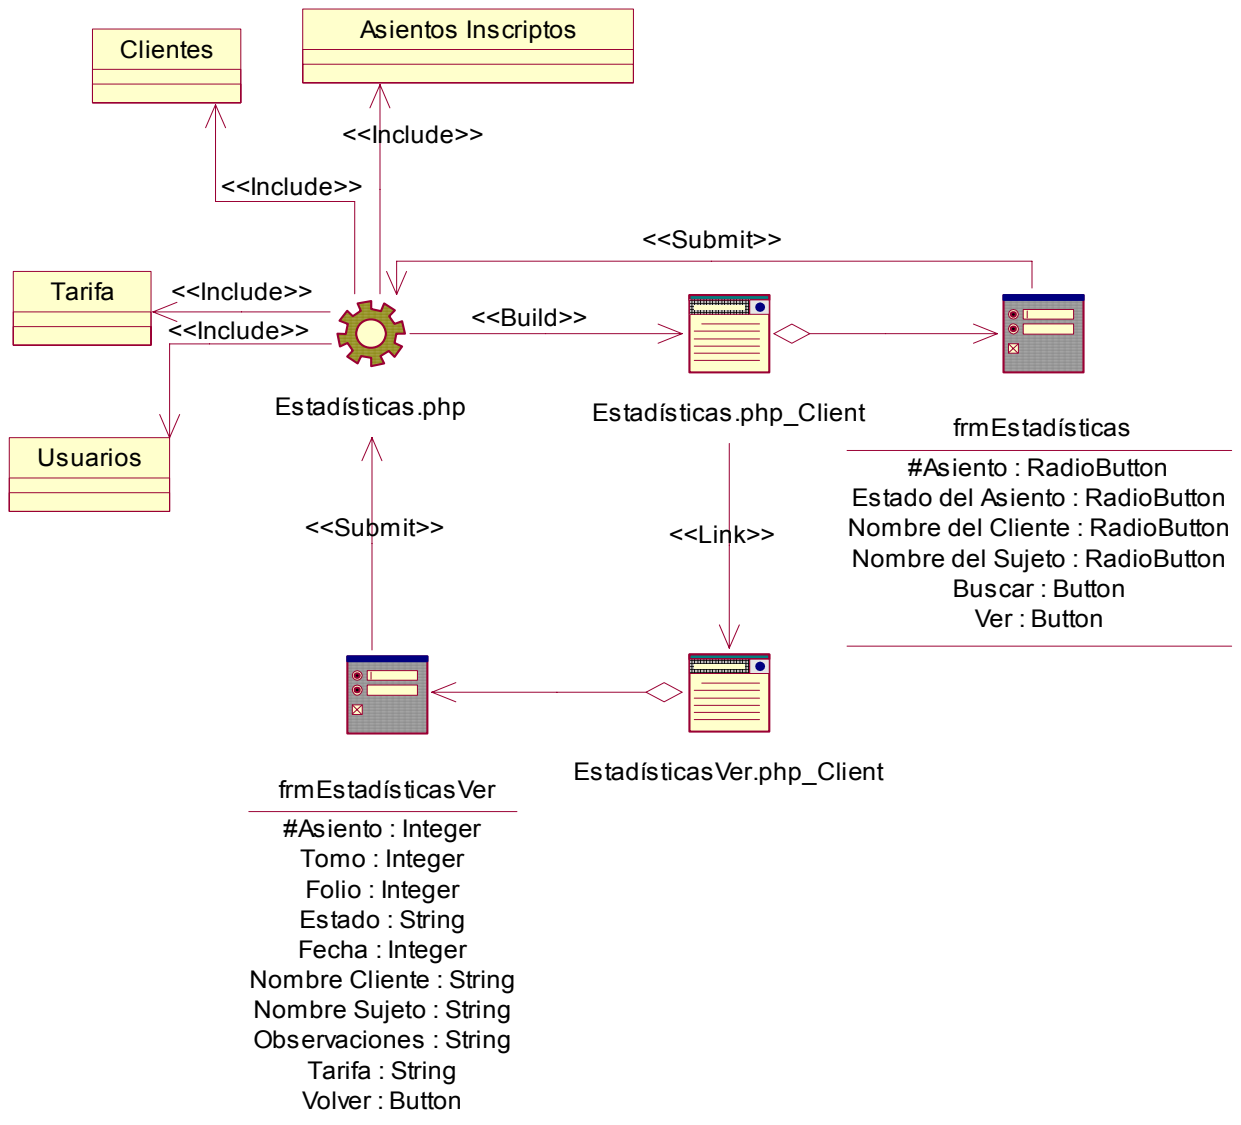 Asientos Inscriptos
Clientes
<<Include>>
<<Include>>
<<Submit>>
Tarifa
<<Include>>
<<Include>>
<<Build>>
Estadísticas.php
Estadísticas.php_Client
frmEstadísticas
#Asiento : RadioButton
Estado del Asiento : RadioButton
Nombre del Cliente : RadioButton
Nombre del Sujeto : RadioButton
Buscar : Button
Ver : Button
Usuarios
<<Submit>>
<<Link>>
EstadísticasVer.php_Client
frmEstadísticasVer
#Asiento : Integer
Tomo : Integer
Folio : Integer
Estado : String
Fecha : Integer
Nombre Cliente : String
Nombre Sujeto : String
Observaciones : String
Tarifa : String
Volver : Button